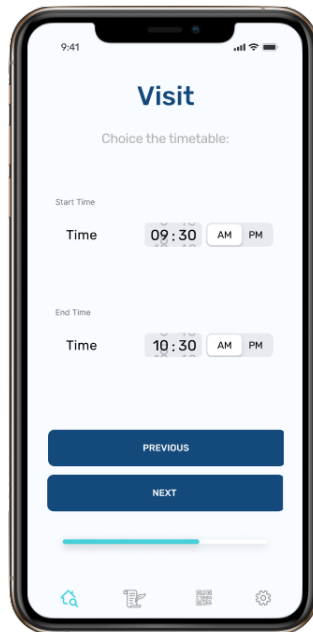 9:41
Visit
Choice the timetable:
Start Time
Time 09:30 AM PM
End Time
Time 10:30 AM PM
PREVIOUS
NEXT